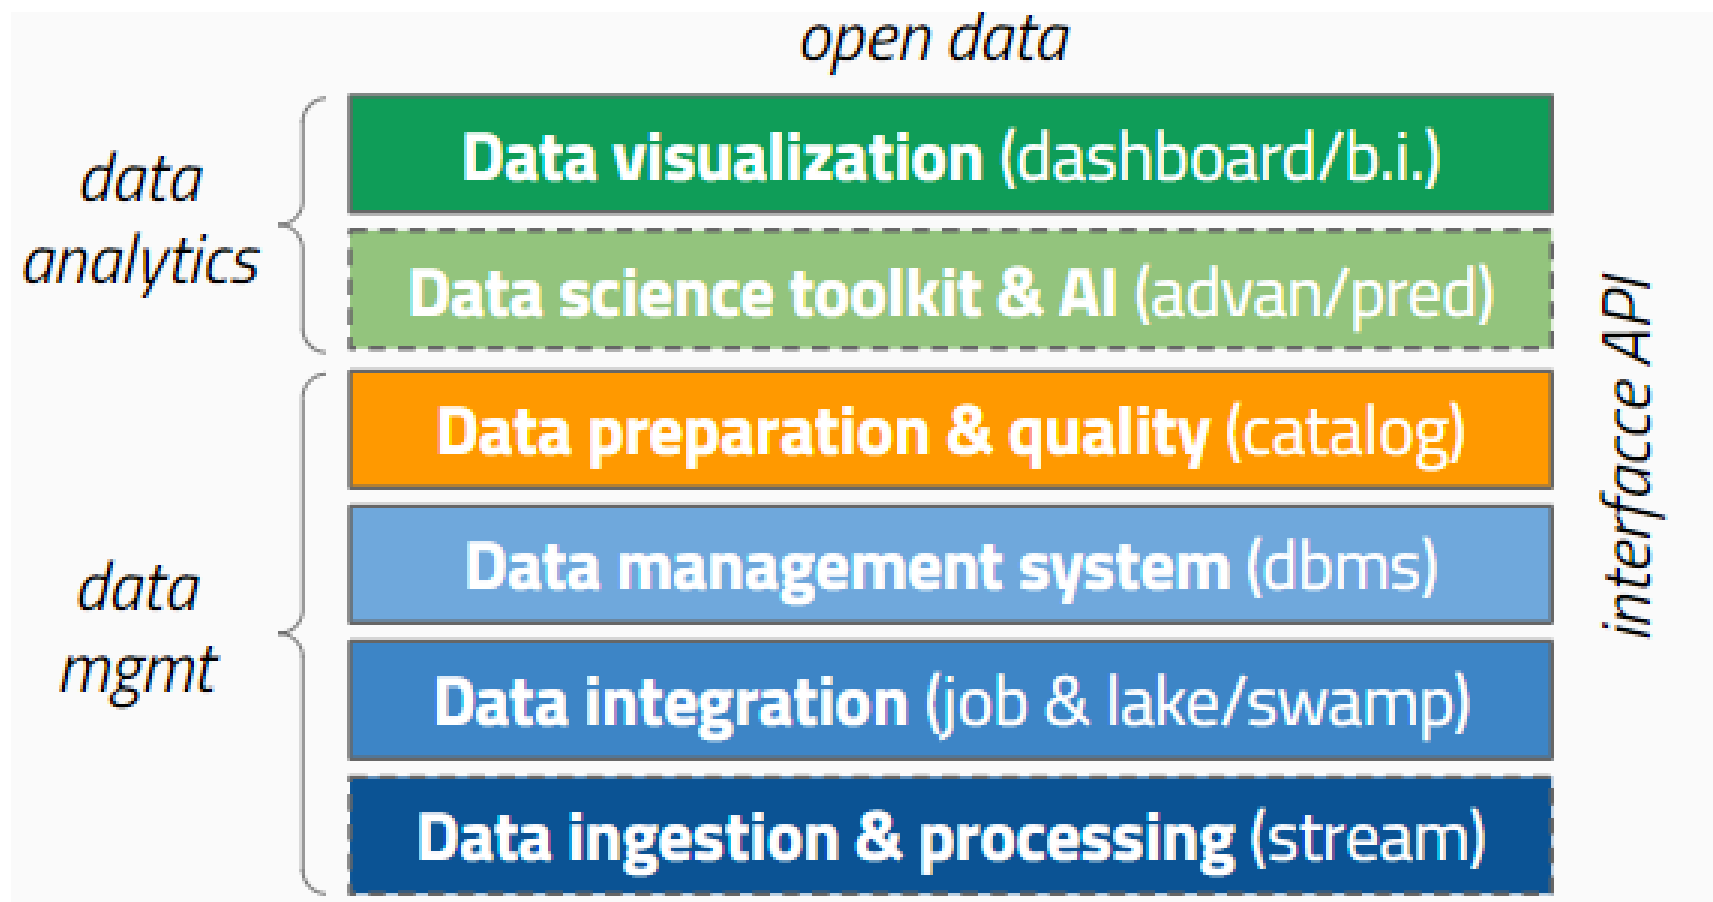 open data
data
analytics
Data visualization (dashboard/b.i.)
Data science toolkit & AI (advan/pred)
data
mgmt
Data preparation & quality (catalog)
Data management system (dbms)
Data integration (job & lake/swamp)
Data ingestion & processing (stream)
interfacce API